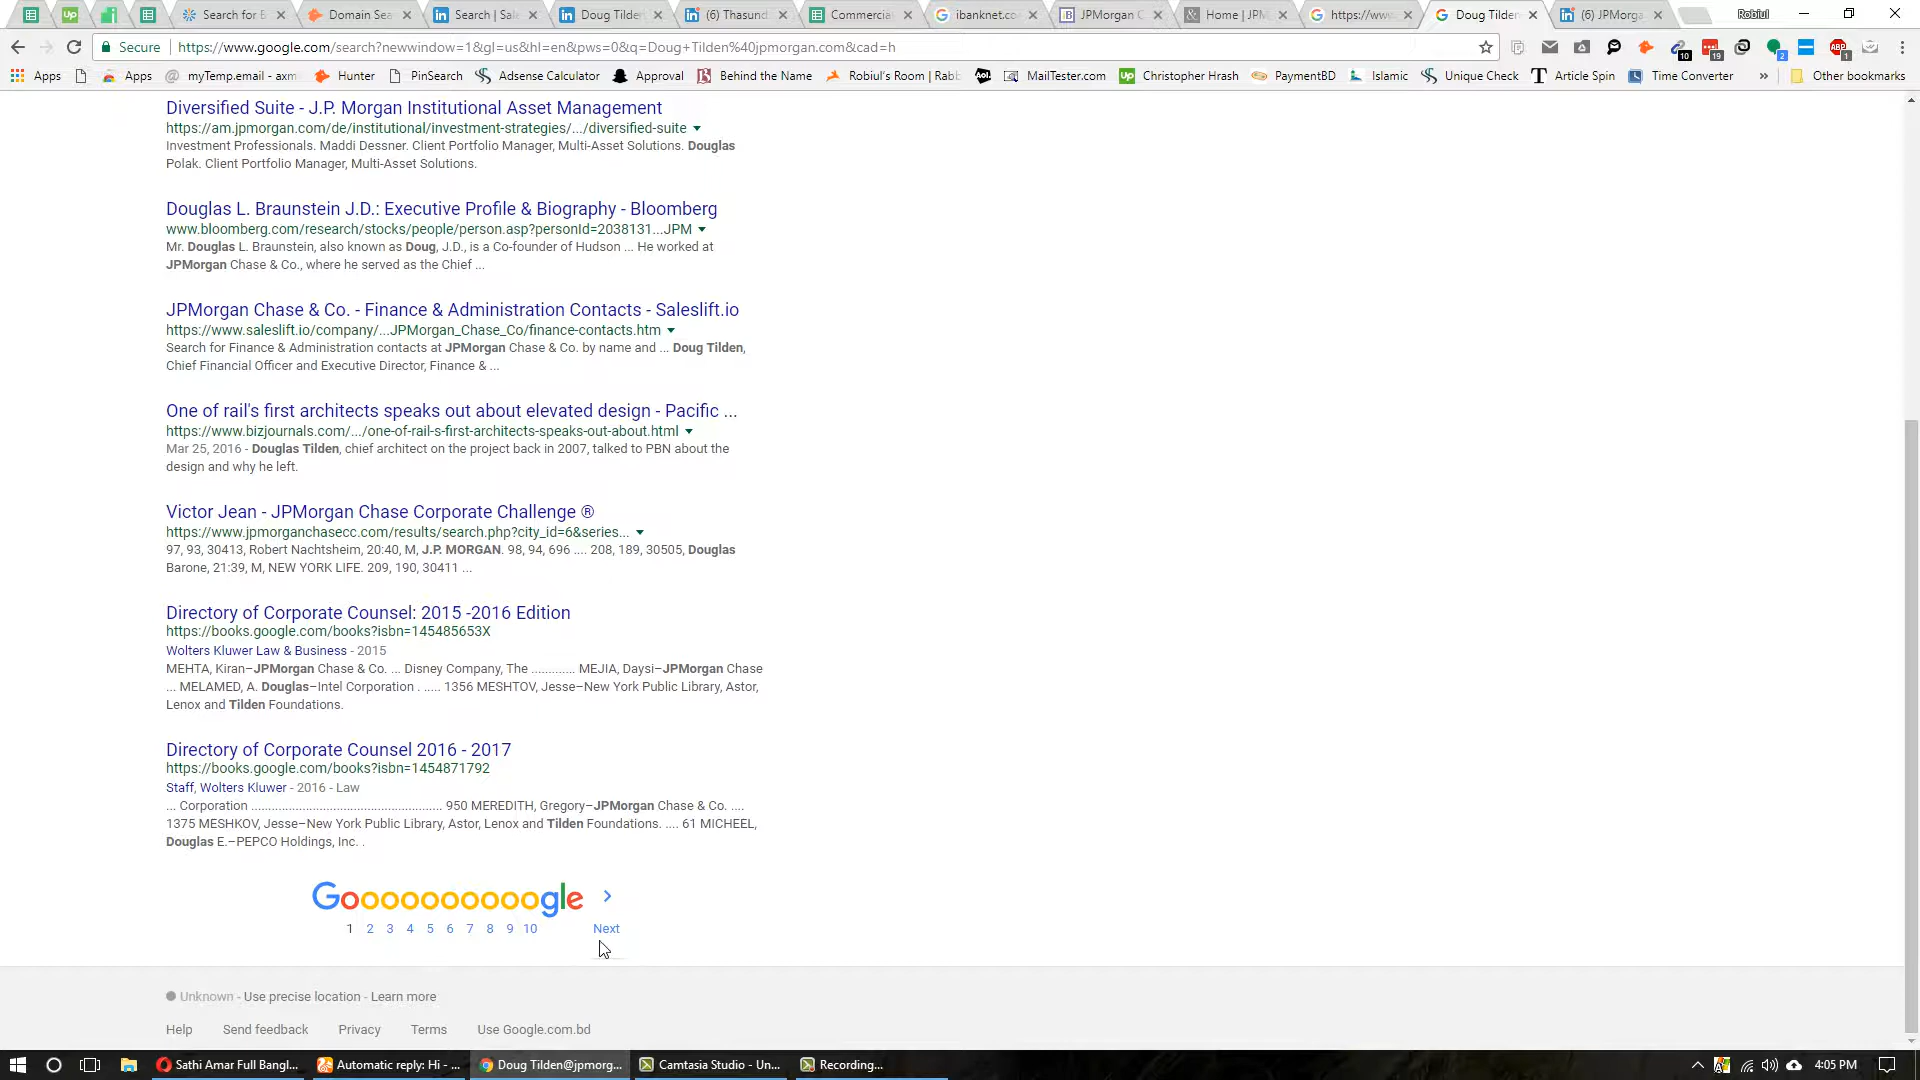 Search for E
Domain Sea
Search | Sale
Doug Tilden
(6) Thasund
Commercial
ibanknet.co
JPMorgan C
Home | JPM
https://www
Doug Tilden
(6) JPMorga
Robiul
Secure https://www.google.com/search?newwindow=1&gl=us&hl=en&pws=0&q=Doug+Tilden%40jpmorgan.com&cad=h
Apps Apps myTemp.email - axm Hunter PinSearch Adsense Calculator Approval Behind the Name Robiul's Room | Rabb Aol. MailTester.com Christopher Hrash PaymentBD Islamic Unique Check Article Spin Time Converter » Other bookmarks
Diversified Suite - J.P. Morgan Institutional Asset Management
https://am.jpmorgan.com/de/institutional/investment-strategies/.../diversified-suite
Investment Professionals. Maddi Dessner. Client Portfolio Manager, Multi-Asset Solutions. Douglas
Polak. Client Portfolio Manager, Multi-Asset Solutions.
Douglas L. Braunstein J.D.: Executive Profile & Biography - Bloomberg
www.bloomberg.com/research/stocks/people/person.asp?personId=2038131...JPM
Mr. Douglas L. Braunstein, also known as Doug, J.D., is a Co-founder of Hudson ... He worked at
JPMorgan Chase & Co., where he served as the Chief ...
JPMorgan Chase & Co. - Finance & Administration Contacts - Saleslift.io
https://www.saleslift.io/company/...JPMorgan_Chase_Co/finance-contacts.htm
Search for Finance & Administration contacts at JPMorgan Chase & Co. by name and ... Doug Tilden,
Chief Financial Officer and Executive Director, Finance & ...
One of rail's first architects speaks out about elevated design - Pacific ...
https://www.bizjournals.com/.../one-of-rail-s-first-architects-speaks-out-about.html
Mar 25, 2016 - Douglas Tilden, chief architect on the project back in 2007, talked to PBN about the
design and why he left.
Victor Jean - JPMorgan Chase Corporate Challenge ®
https://www.jpmorganchasecc.com/results/search.php?city_id=6&series...
97, 93, 30413, Robert Nachtsheim, 20:40, M, J.P. MORGAN. 98, 94, 696 .... 208, 189, 30505, Douglas
Barone, 21:39, M, NEW YORK LIFE. 209, 190, 30411 ...
Directory of Corporate Counsel: 2015 -2016 Edition
https://books.google.com/books?isbn=145485653X
Wolters Kluwer Law & Business - 2015
MEHTA, Kiran–JPMorgan Chase & Co. ... Disney Company, The ............. MEJIA, Daysi–JPMorgan Chase
... MELAMED, A. Douglas–Intel Corporation . ..... 1356 MESHTOV, Jesse–New York Public Library, Astor,
Lenox and Tilden Foundations.
Directory of Corporate Counsel 2016 - 2017
https://books.google.com/books?isbn=1454871792
Staff, Wolters Kluwer - 2016 - Law
... Corporation ...................................................... 950 MEREDITH, Gregory–JPMorgan Chase & Co. ....
1375 MESHKOV, Jesse–New York Public Library, Astor, Lenox and Tilden Foundations. .... 61 MICHEEL,
Douglas E.–PEPCO Holdings, Inc. .
Goooooooooogle
1 2 3 4 5 6 7 8 9 10 Next
Unknown - Use precise location - Learn more
Help Send feedback Privacy Terms Use Google.com.bd
Sathi Amar Full Bangl... Automatic reply: Hi - ... Doug Tilden@jpmorg... Camtasia Studio - Un... Recording... 4:05 PM